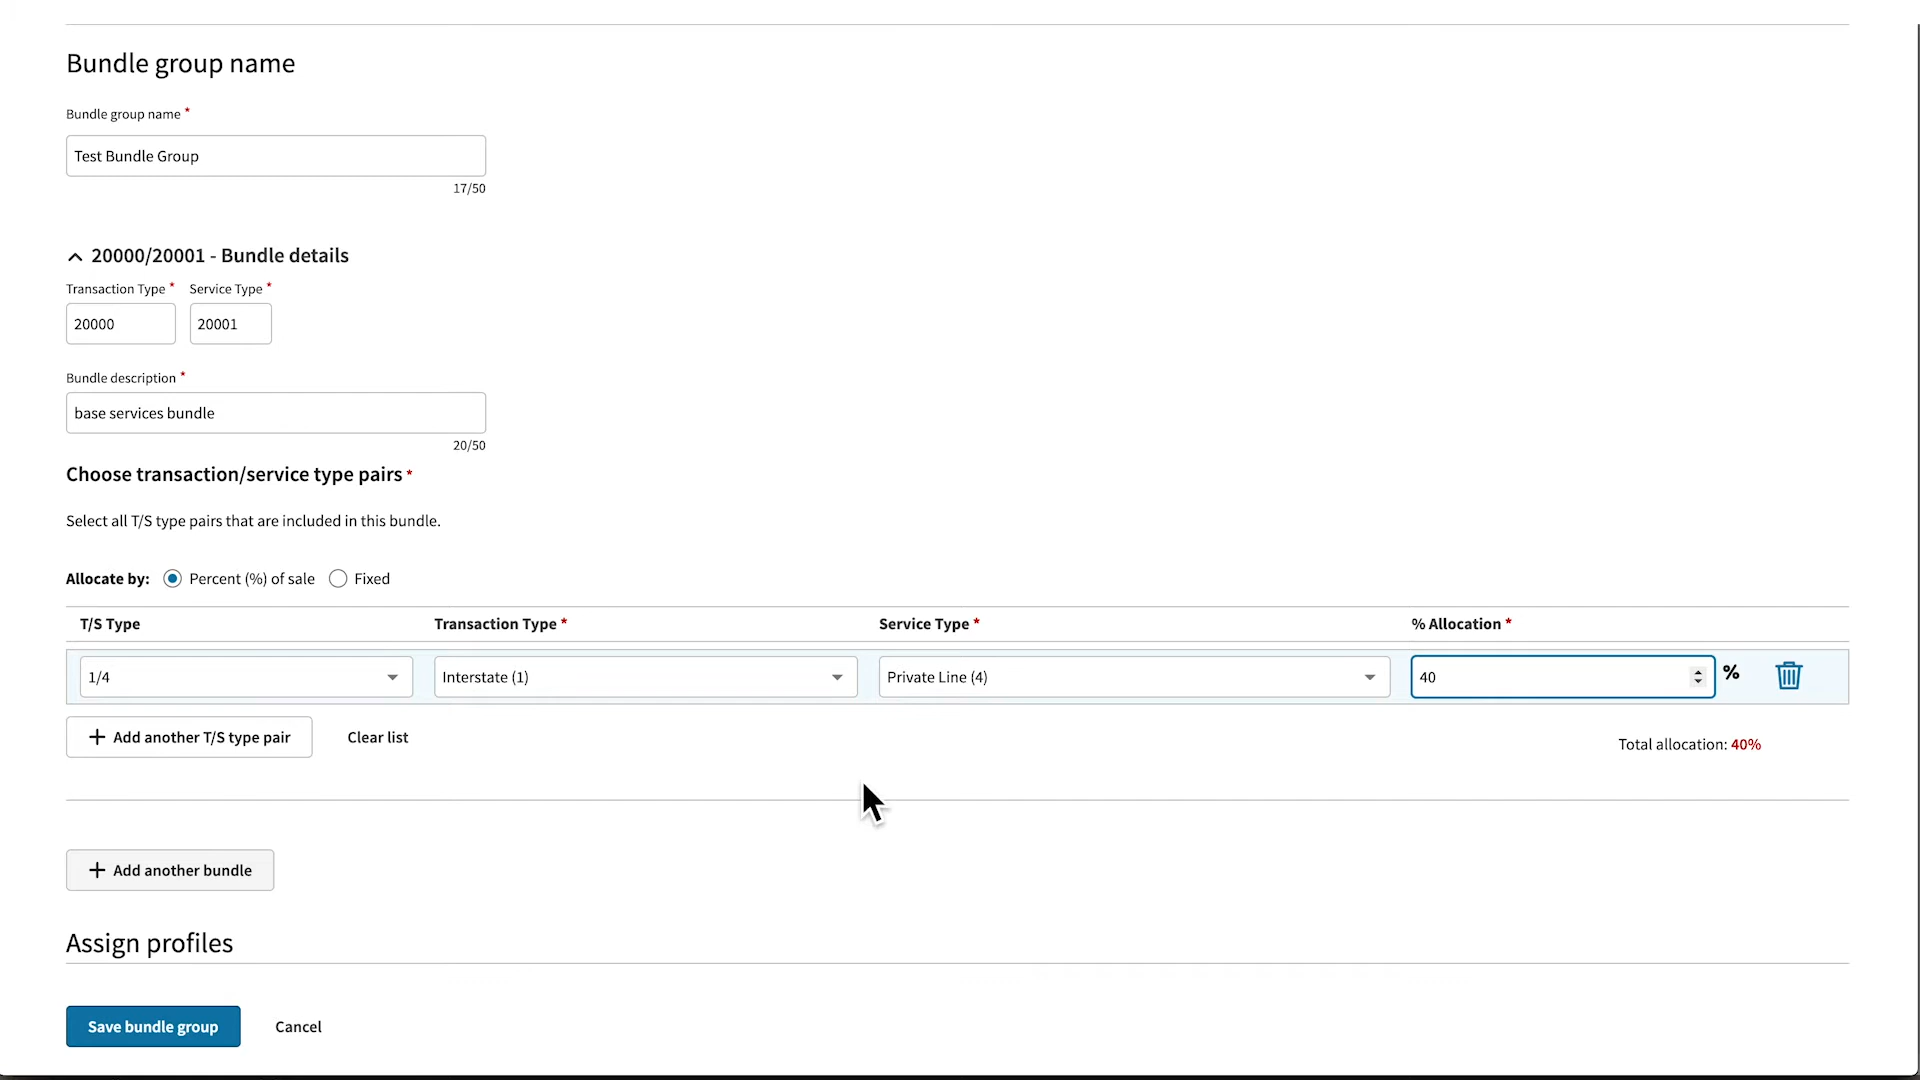 Bundle group name
Bundle group name *
Test Bundle Group
17/50
20000/20001 - Bundle details
Transaction Type * Service Type *
20000 20001
Bundle description *
base services bundle
20/50
Choose transaction/service type pairs *
Select all T/S type pairs that are included in this bundle.
Allocate by: Percent (%) of sale Fixed
T/S Type Transaction Type * Service Type * % Allocation *
1/4 Interstate (1) Private Line (4) 40 %
+ Add another T/S type pair Clear list Total allocation: 40%
+ Add another bundle
Assign profiles
Save bundle group Cancel